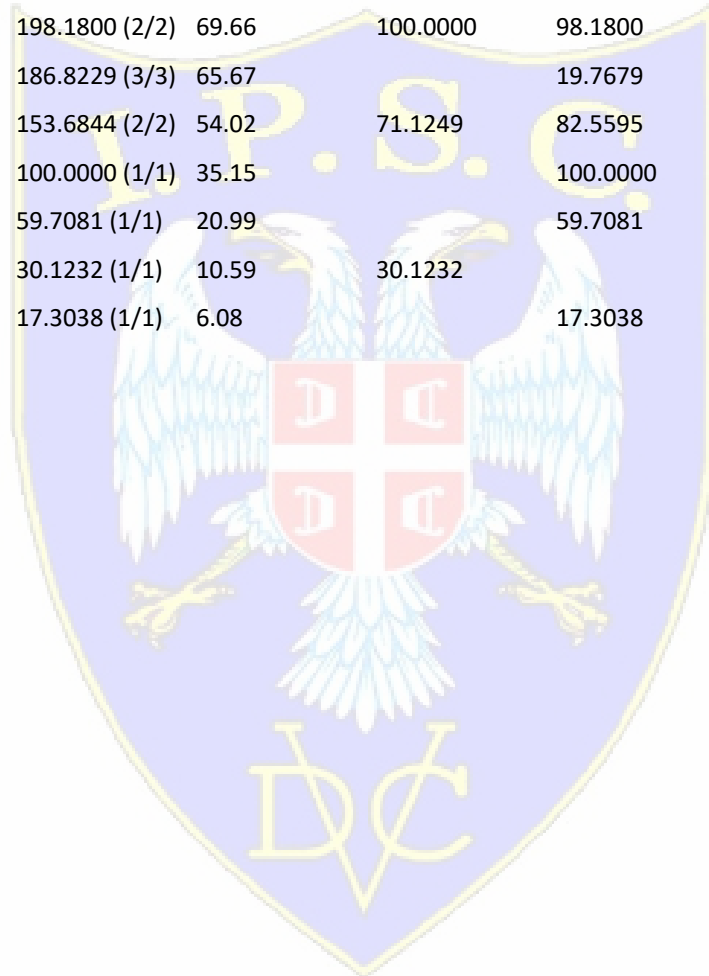 198.1800 (2/2) 69.66 100.0000 98.1800
186.8229 (3/3) 65.67 19.7679
153.6844 (2/2) 54.02 71.1249 82.5595
100.0000 (1/1) 35.15 100.0000
59.7081 (1/1) 20.99 59.7081
30.1232 (1/1) 10.59 30.1232
17.3038 (1/1) 6.08 17.3038
I.P.S.C.
DVC